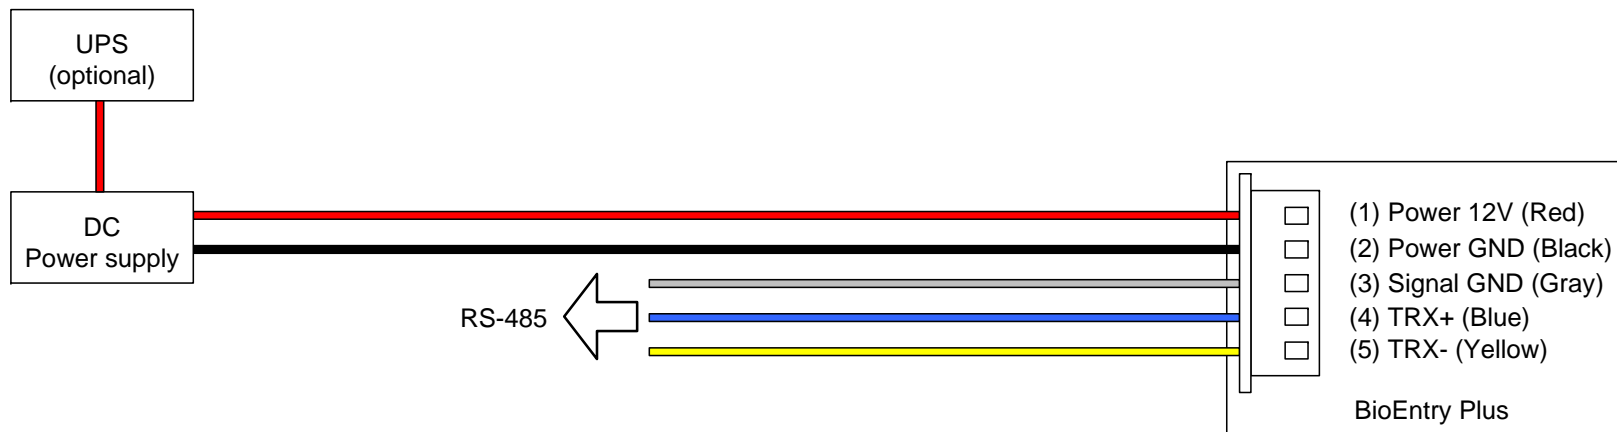 UPS
(optional)
DC
Power supply
RS-485
(1) Power 12V (Red)
(2) Power GND (Black)
(3) Signal GND (Gray)
(4) TRX+ (Blue)
(5) TRX- (Yellow)
BioEntry Plus